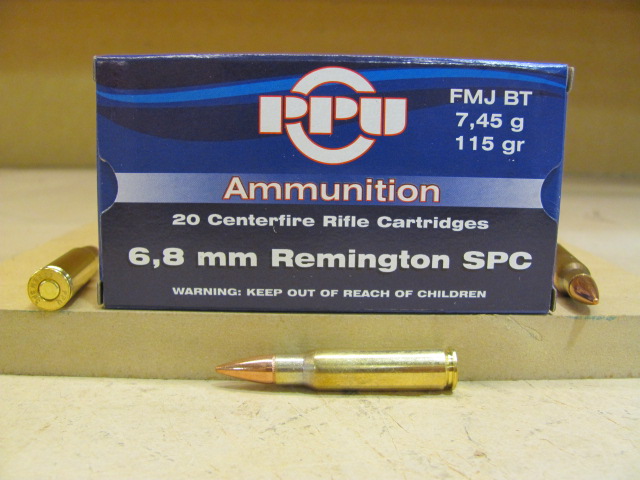 PPU
FMJ BT
7,45 g
115 gr
Ammunition
20 Centerfire Rifle Cartridges
6,8 mm Remington SPC
WARNING: KEEP OUT OF REACH OF CHILDREN